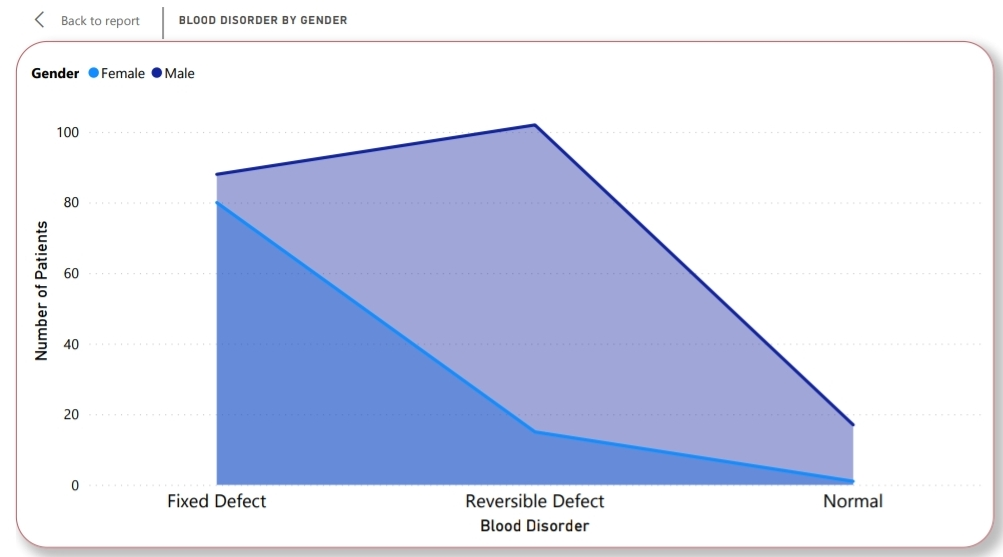 Back to report
BLOOD DISORDER BY GENDER
Gender Female Male
100
80
60
40
20
0
Number of Patients
Fixed Defect Reversible Defect Normal
Blood Disorder